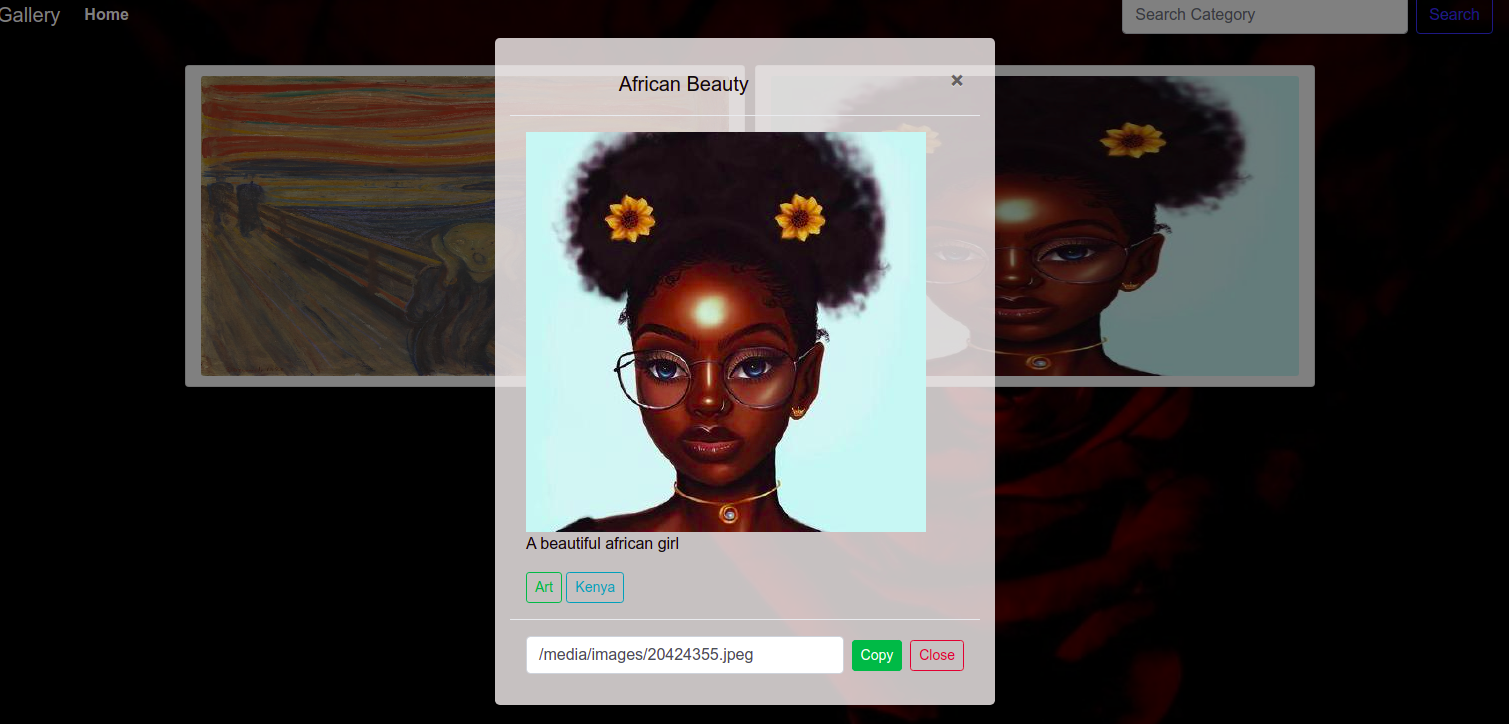 Gallery Home Search Category Search
African Beauty ×
A beautiful african girl
Art Kenya
/media/images/20424355.jpeg Copy Close